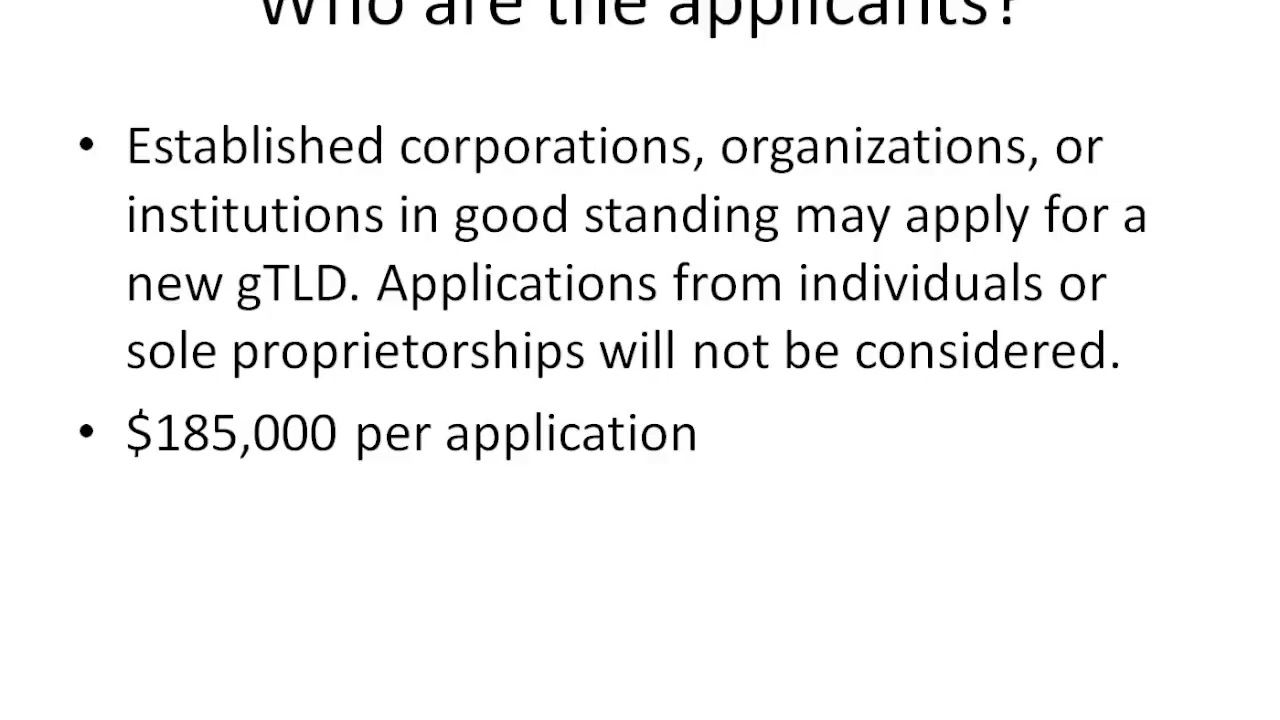 Who are the applicants?
• Established corporations, organizations, or
institutions in good standing may apply for a
new gTLD. Applications from individuals or
sole proprietorships will not be considered.
• $185,000 per application